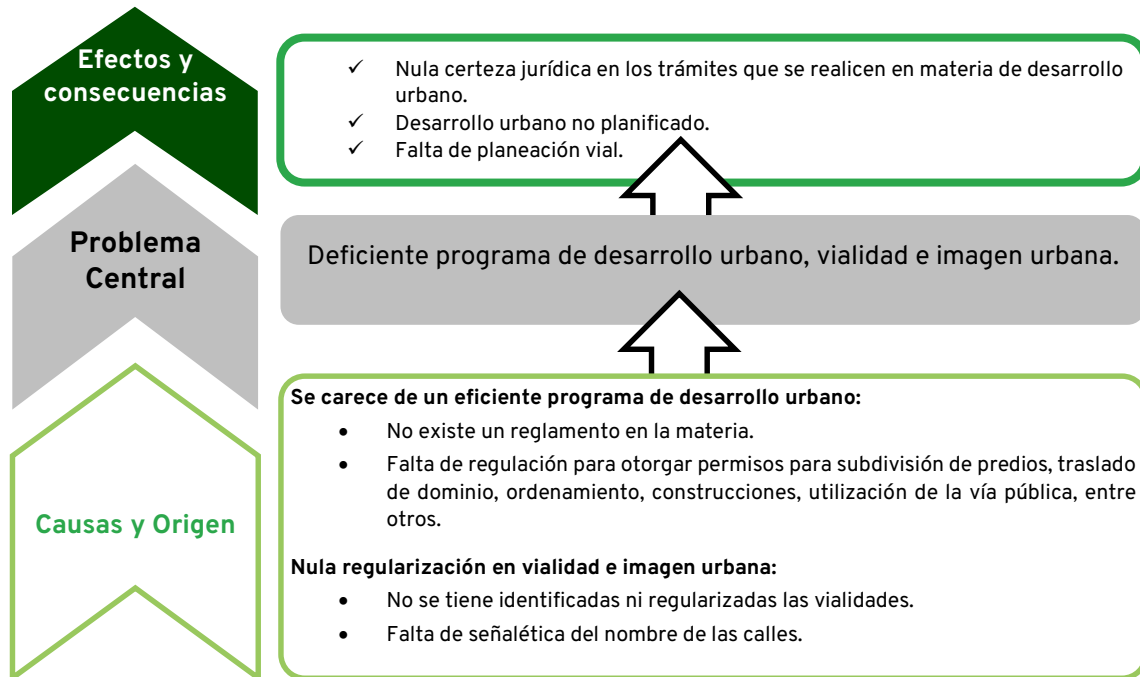 Efectos y
consecuencias
✓ Nula certeza jurídica en los trámites que se realicen en materia de desarrollo
urbano.
✓ Desarrollo urbano no planificado.
✓ Falta de planeación vial.
Problema
Central
Deficiente programa de desarrollo urbano, vialidad e imagen urbana.
Causas y Origen
Se carece de un eficiente programa de desarrollo urbano:
• No existe un reglamento en la materia.
• Falta de regulación para otorgar permisos para subdivisión de predios, traslado
de dominio, ordenamiento, construcciones, utilización de la vía pública, entre
otros.
Nula regularización en vialidad e imagen urbana:
• No se tiene identificadas ni regularizadas las vialidades.
• Falta de señalética del nombre de las calles.